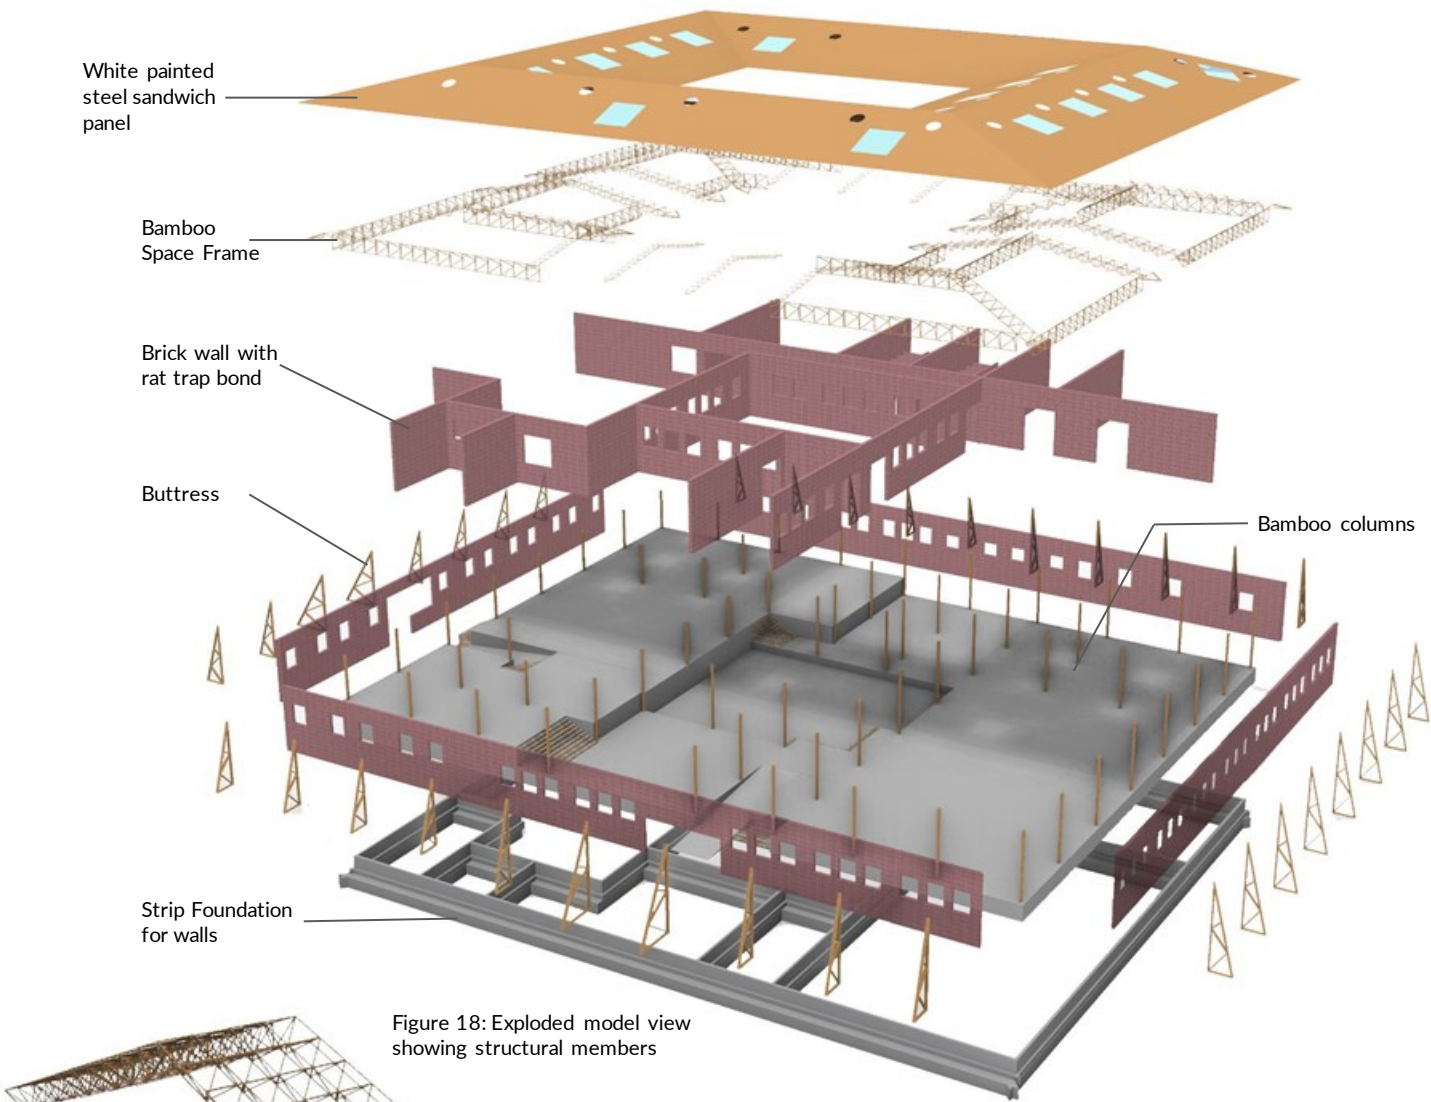 White painted
steel sandwich
panel
Bamboo
Space Frame
Brick wall with
rat trap bond
Buttress
Bamboo columns
Strip Foundation
for walls
Figure 18: Exploded model view
showing structural members